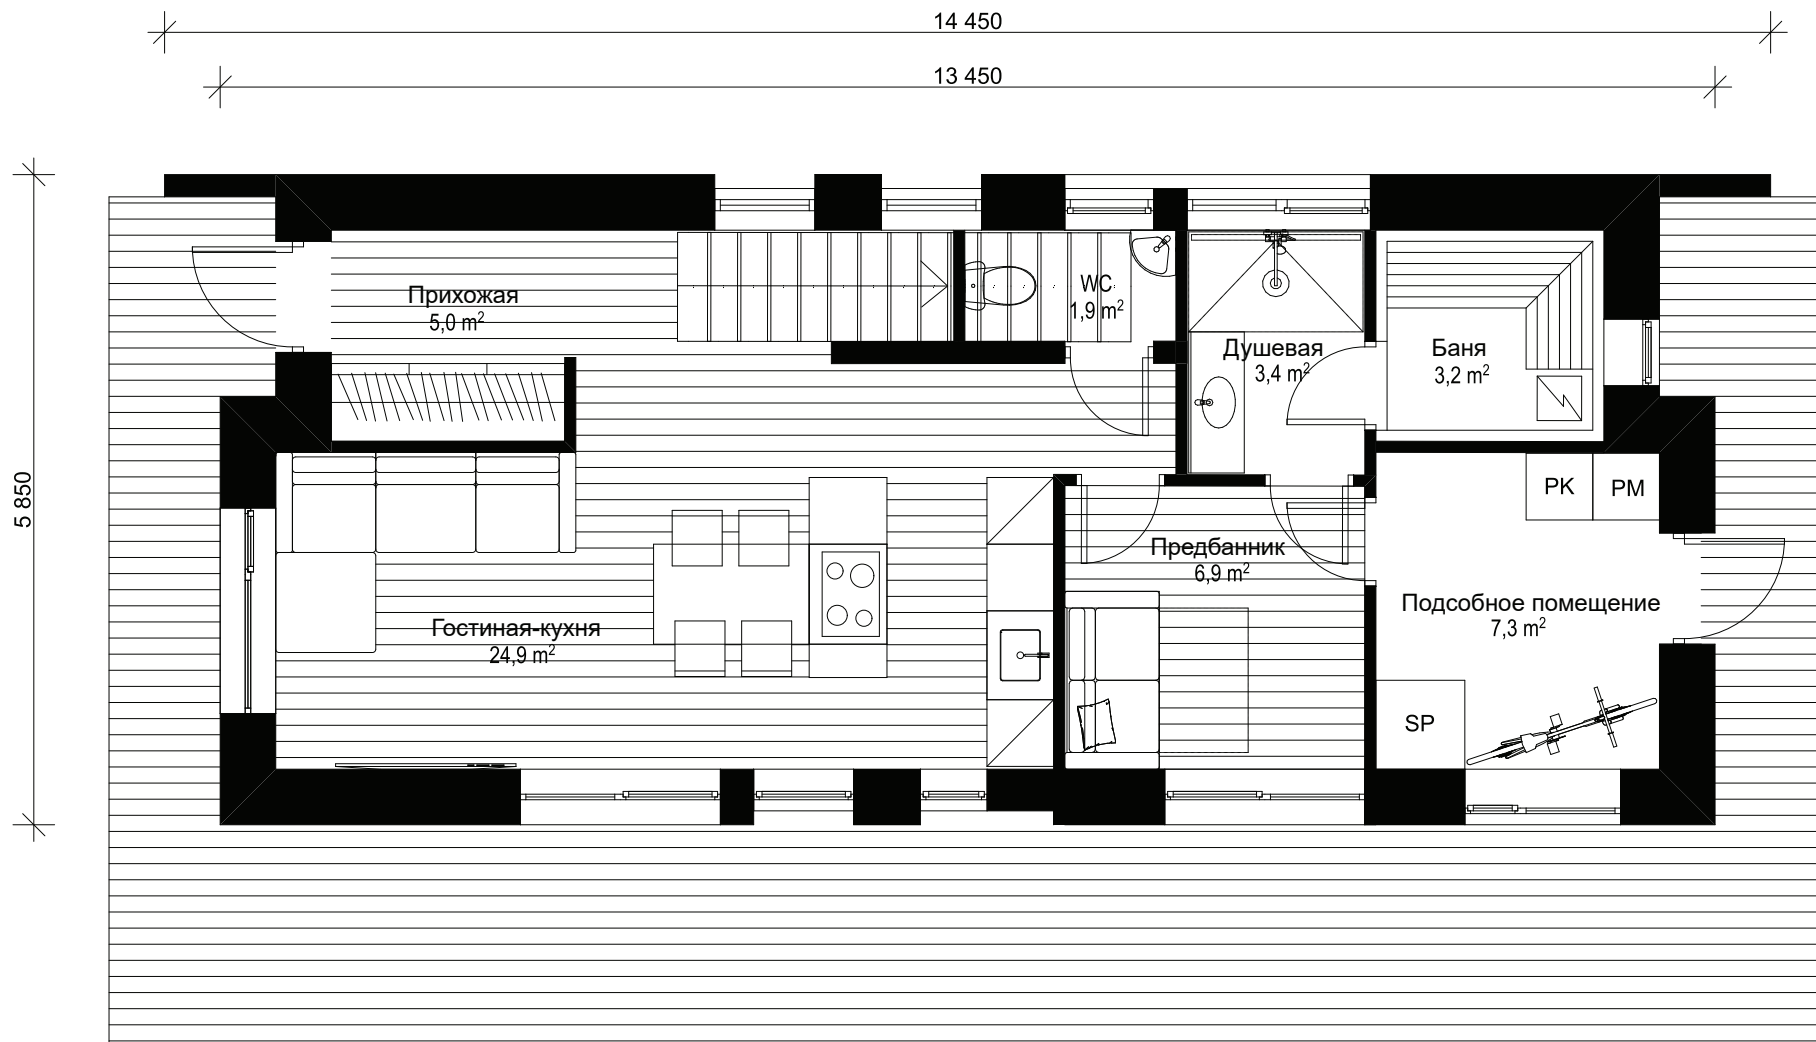 14 450
13 450
5 850
Прихожая
5,0 m²
WC
1,9 m²
Душевая
3,4 m²
Баня
3,2 m²
PK
PM
Предбанник
6,9 m²
Подсобное помещение
7,3 m²
Гостиная-кухня
24,9 m²
SP